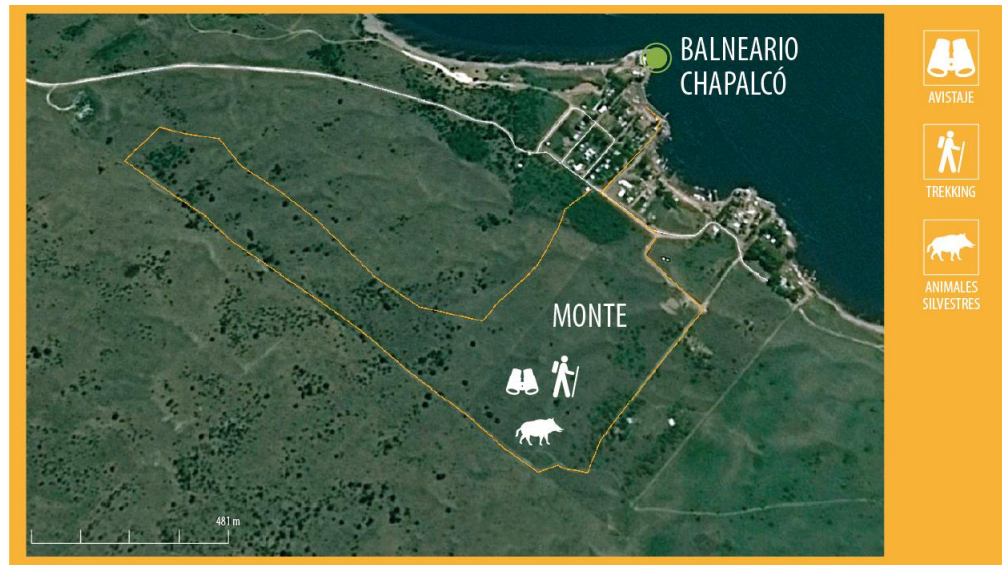 BALNEARIO
CHAPALCÓ
MONTE
481 m
AVISTAJE
TREKKING
ANIMALES
SILVESTRES